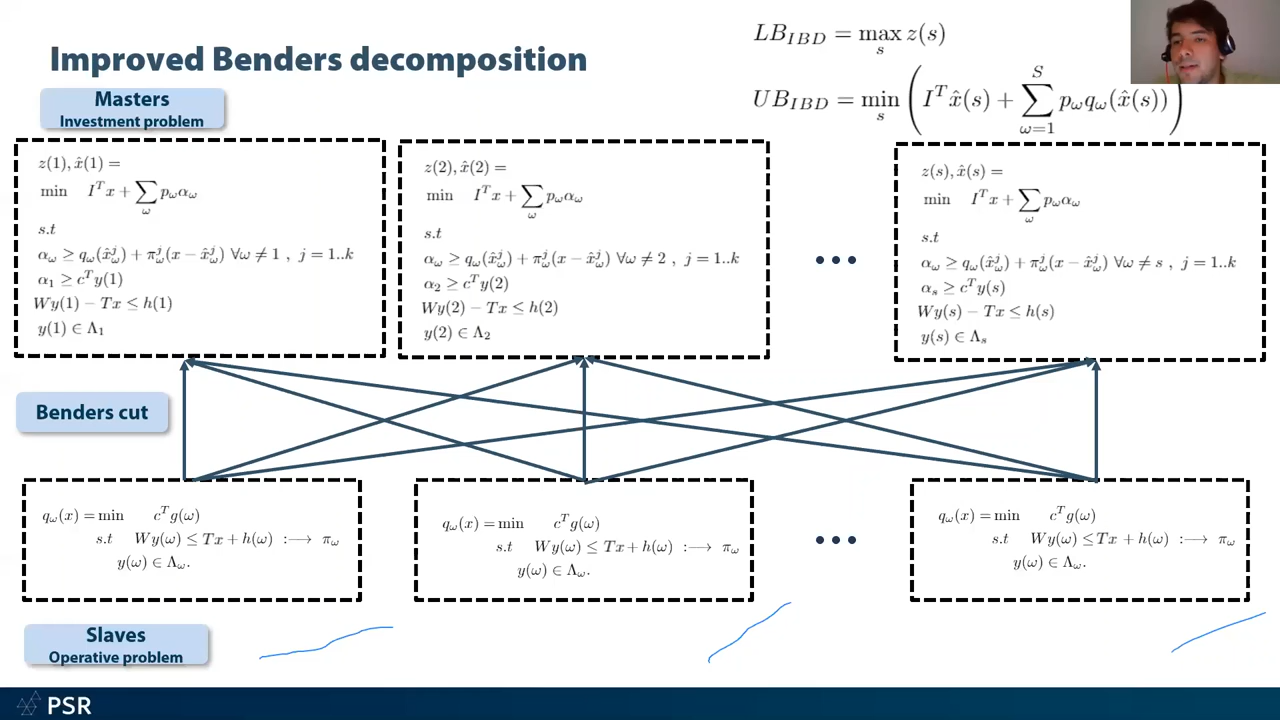 Improved Benders decomposition
LB_{IBD} = max_s z(s)
UB_{IBD} = min_s ( I^T x̂(s) + ∑_{ω=1}^{S} p_ω q_ω(x̂(s)) )
Masters
Investment problem
z(1), x̂(1) =
min I^T x + ∑_ω p_ω α_ω
s.t
α_ω ≥ q_ω(x̂_ω^j) + π_ω^j(x − x̂_ω^j) ∀ω ≠ 1 , j = 1..k
α_1 ≥ c^T y(1)
Wy(1) − Tx ≤ h(1)
y(1) ∈ Λ_1
z(2), x̂(2) =
min I^T x + ∑_ω p_ω α_ω
s.t
α_ω ≥ q_ω(x̂_ω^j) + π_ω^j(x − x̂_ω^j) ∀ω ≠ 2 , j = 1..k
α_2 ≥ c^T y(2)
Wy(2) − Tx ≤ h(2)
y(2) ∈ Λ_2
•••
z(s), x̂(s) =
min I^T x + ∑_ω p_ω α_ω
s.t
α_ω ≥ q_ω(x̂_ω^j) + π_ω^j(x − x̂_ω^j) ∀ω ≠ s , j = 1..k
α_s ≥ c^T y(s)
Wy(s) − Tx ≤ h(s)
y(s) ∈ Λ_s
Benders cut
q_ω(x) = min c^T g(ω)
s.t Wy(ω) ≤ Tx + h(ω) :⟶ π_ω
y(ω) ∈ Λ_ω.
q_ω(x) = min c^T g(ω)
s.t Wy(ω) ≤ Tx + h(ω) :⟶ π_ω
y(ω) ∈ Λ_ω.
•••
q_ω(x) = min c^T g(ω)
s.t Wy(ω) ≤ Tx + h(ω) :⟶ π_ω
y(ω) ∈ Λ_ω.
Slaves
Operative problem
PSR